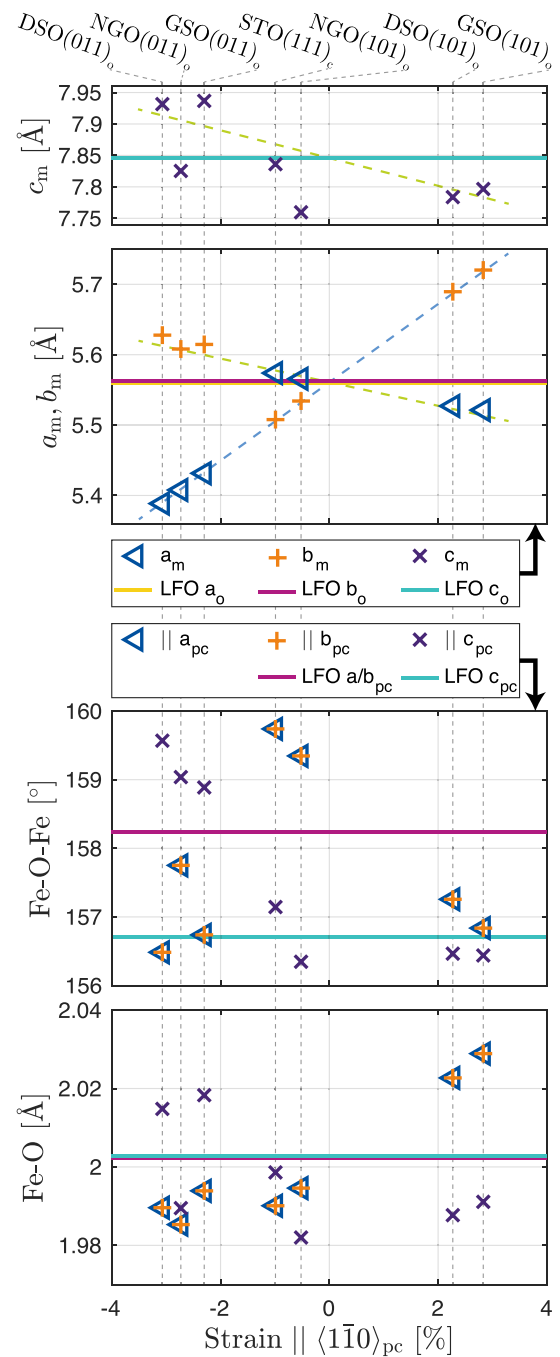 DSO(011)o NGO(011)o GSO(011)o STO(111)c NGO(101)o DSO(101)o GSO(101)o
7.95
7.9
7.85
7.8
7.75
cm [Å]
5.7
5.6
5.5
5.4
am, bm [Å]
am bm cm
LFO ao LFO bo LFO co
|| apc || bpc || cpc
LFO a/bpc LFO cpc
160
159
158
157
156
Fe-O-Fe [°]
2.04
2.02
2
1.98
Fe-O [Å]
-4 -2 0 2 4
Strain || ⟨11̅0⟩pc [%]